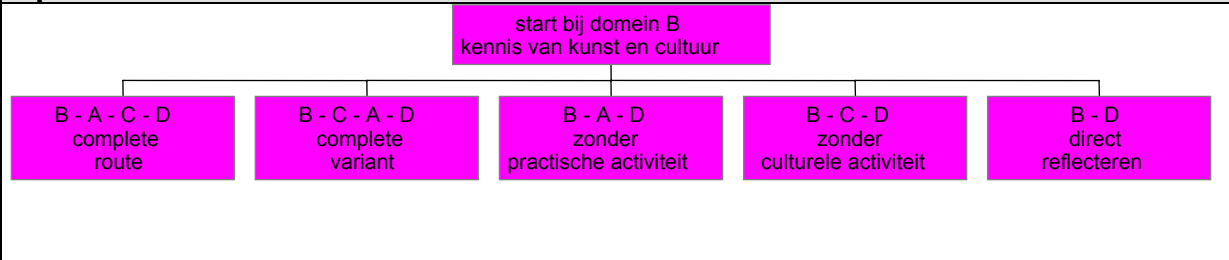 start bij domein B
kennis van kunst en cultuur
B - A - C - D
complete
route
B - C - A - D
complete
variant
B - A - D
zonder
practische activiteit
B - C - D
zonder
culturele activiteit
B - D
direct
reflecteren